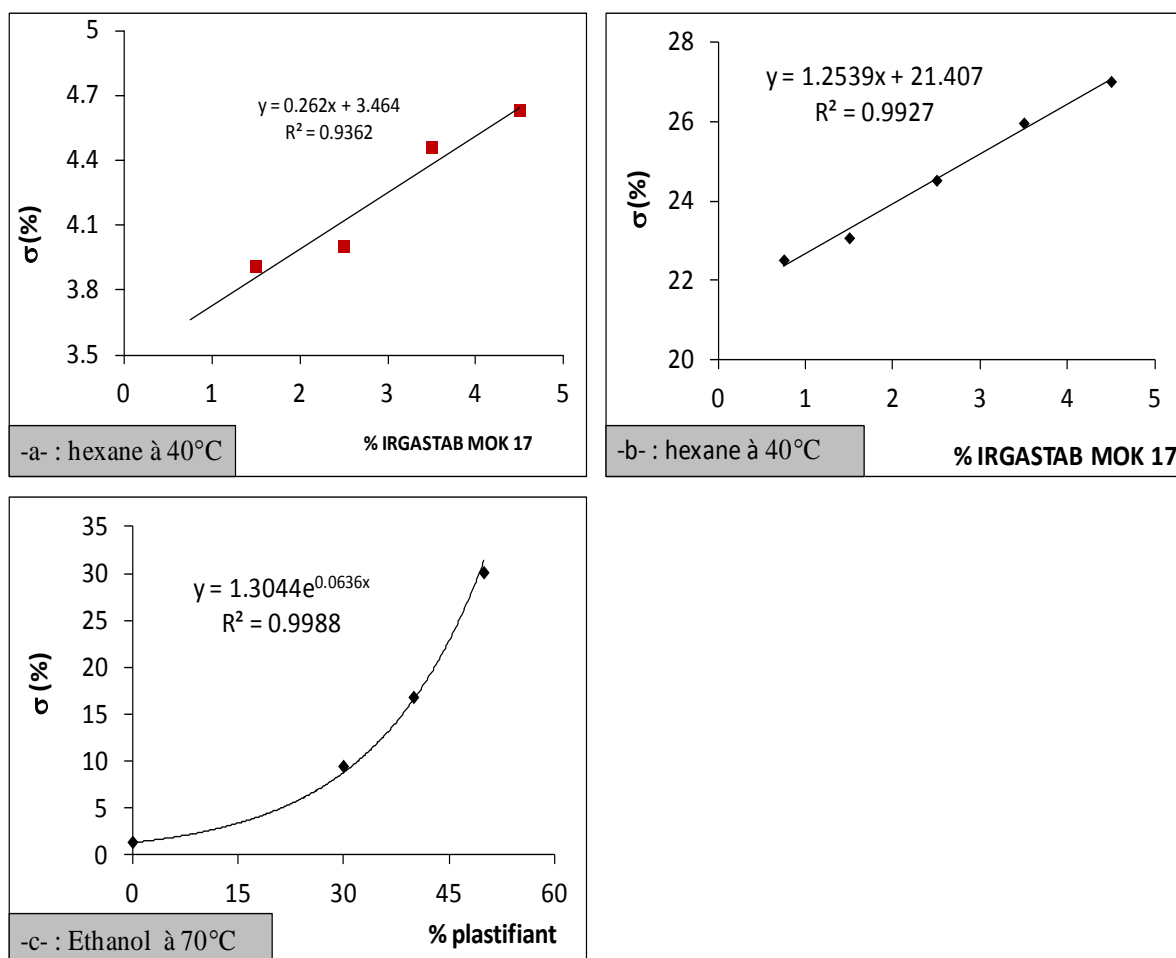 5
4.7
4.4
4.1
3.8
3.5
σ (%)
y = 0.262x + 3.464
R² = 0.9362
0 1 2 3 4 5
% IRGASTAB MOK 17
-a- : hexane à 40°C
28
26
24
22
20
σ (%)
y = 1.2539x + 21.407
R² = 0.9927
0 1 2 3 4 5
% IRGASTAB MOK 17
-b- : hexane à 40°C
35
30
25
20
15
10
5
0
σ (%)
y = 1.3044e^0.0636x
R² = 0.9988
0 15 30 45 60
% plastifiant
-c- : Ethanol à 70°C